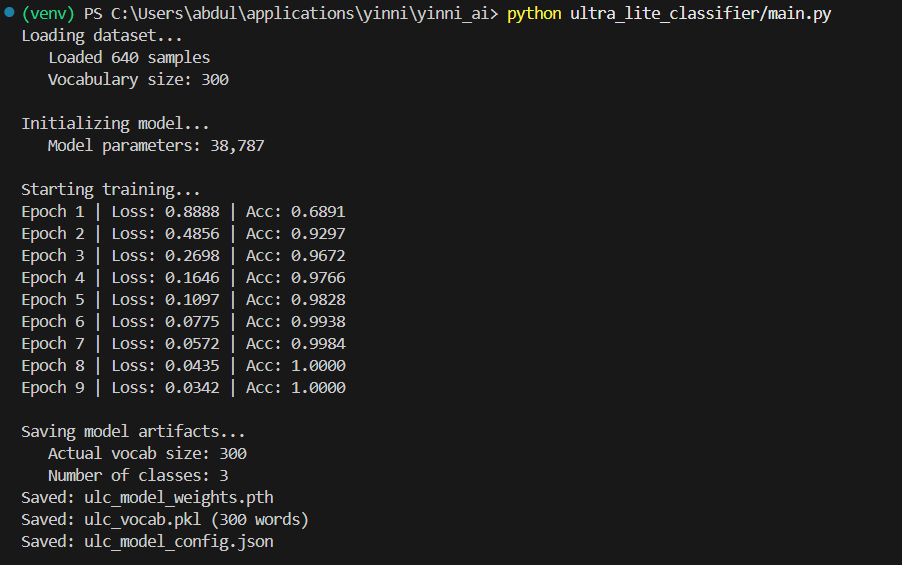 (venv) PS C:\Users\abdul\applications\yinni\yinni_ai> python ultra_lite_classifier/main.py
Loading dataset...
Loaded 640 samples
Vocabulary size: 300
Initializing model...
Model parameters: 38,787
Starting training...
Epoch 1 | Loss: 0.8888 | Acc: 0.6891
Epoch 2 | Loss: 0.4856 | Acc: 0.9297
Epoch 3 | Loss: 0.2698 | Acc: 0.9672
Epoch 4 | Loss: 0.1646 | Acc: 0.9766
Epoch 5 | Loss: 0.1097 | Acc: 0.9828
Epoch 6 | Loss: 0.0775 | Acc: 0.9938
Epoch 7 | Loss: 0.0572 | Acc: 0.9984
Epoch 8 | Loss: 0.0435 | Acc: 1.0000
Epoch 9 | Loss: 0.0342 | Acc: 1.0000
Saving model artifacts...
Actual vocab size: 300
Number of classes: 3
Saved: ulc_model_weights.pth
Saved: ulc_vocab.pkl (300 words)
Saved: ulc_model_config.json